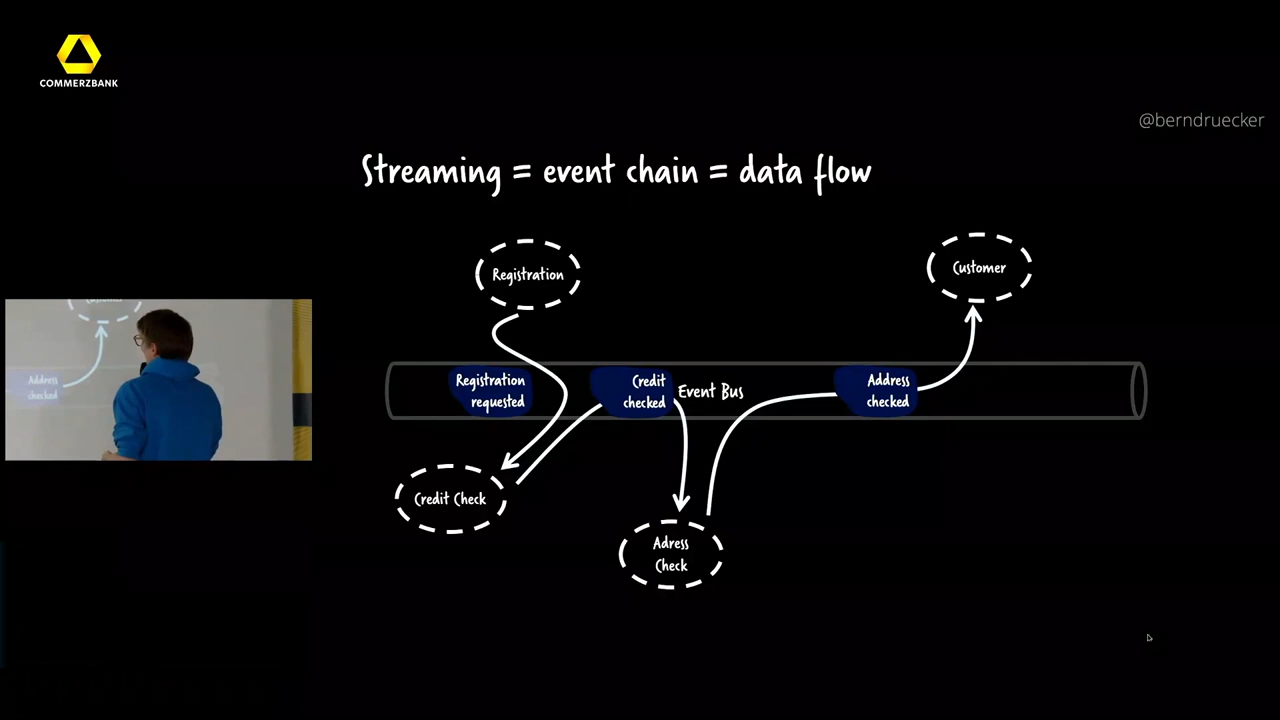 COMMERZBANK
@berndruecker
Streaming = event chain = data flow
Registration
Customer
Registration
requested
Credit
checked
Event Bus
Address
checked
Credit Check
Adress
Check
Address
checked